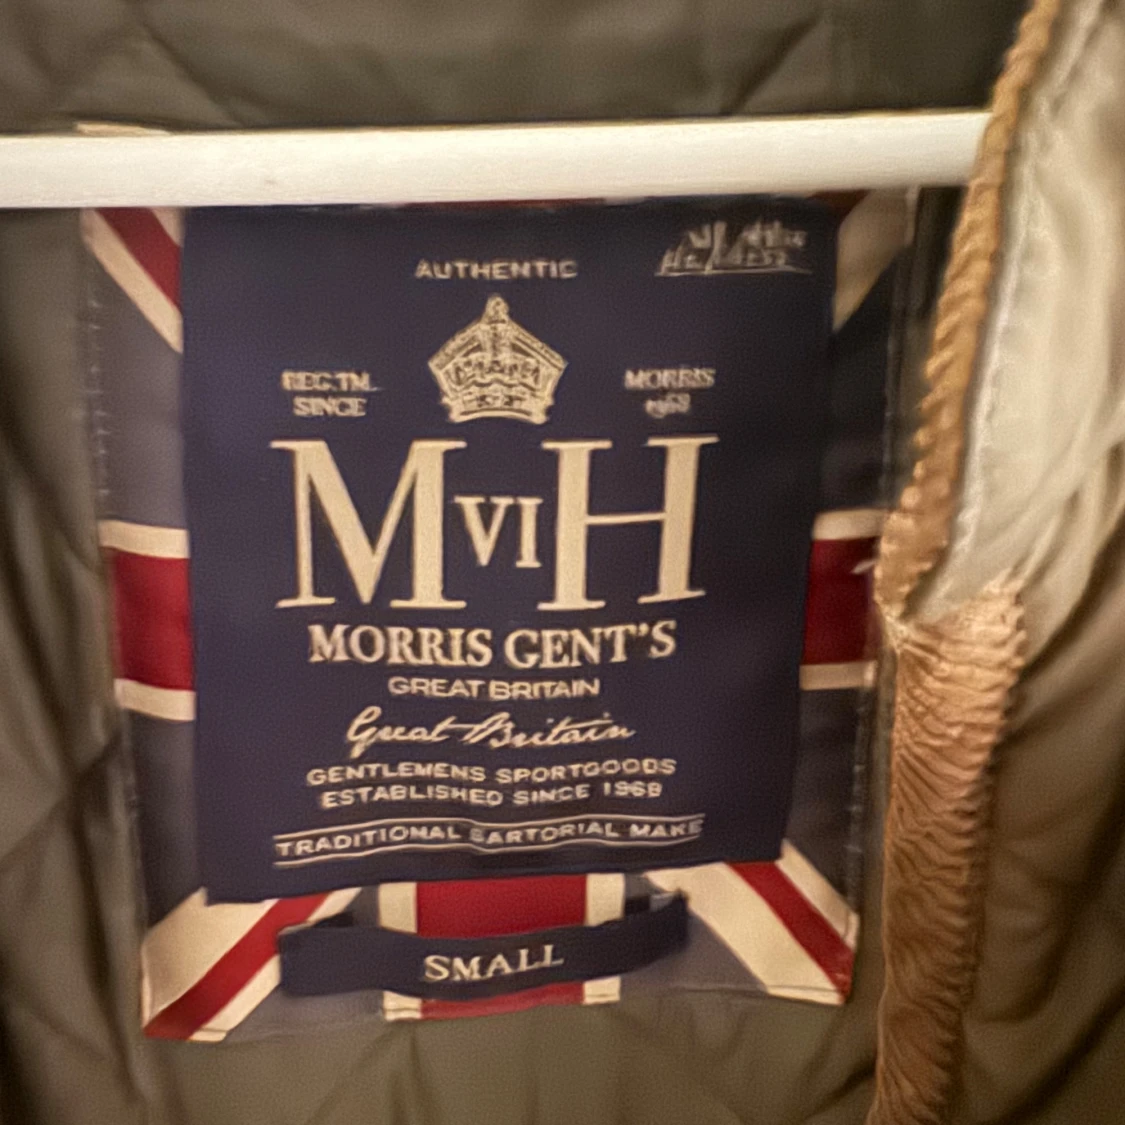 AUTHENTIC
REG.TM.
SINCE
MORRIS
1968
MVIH
MORRIS GENT'S
GREAT BRITAIN
Great Britain
GENTLEMENS SPORTGOODS
ESTABLISHED SINCE 1968
TRADITIONAL SARTORIAL MAKE
SMALL